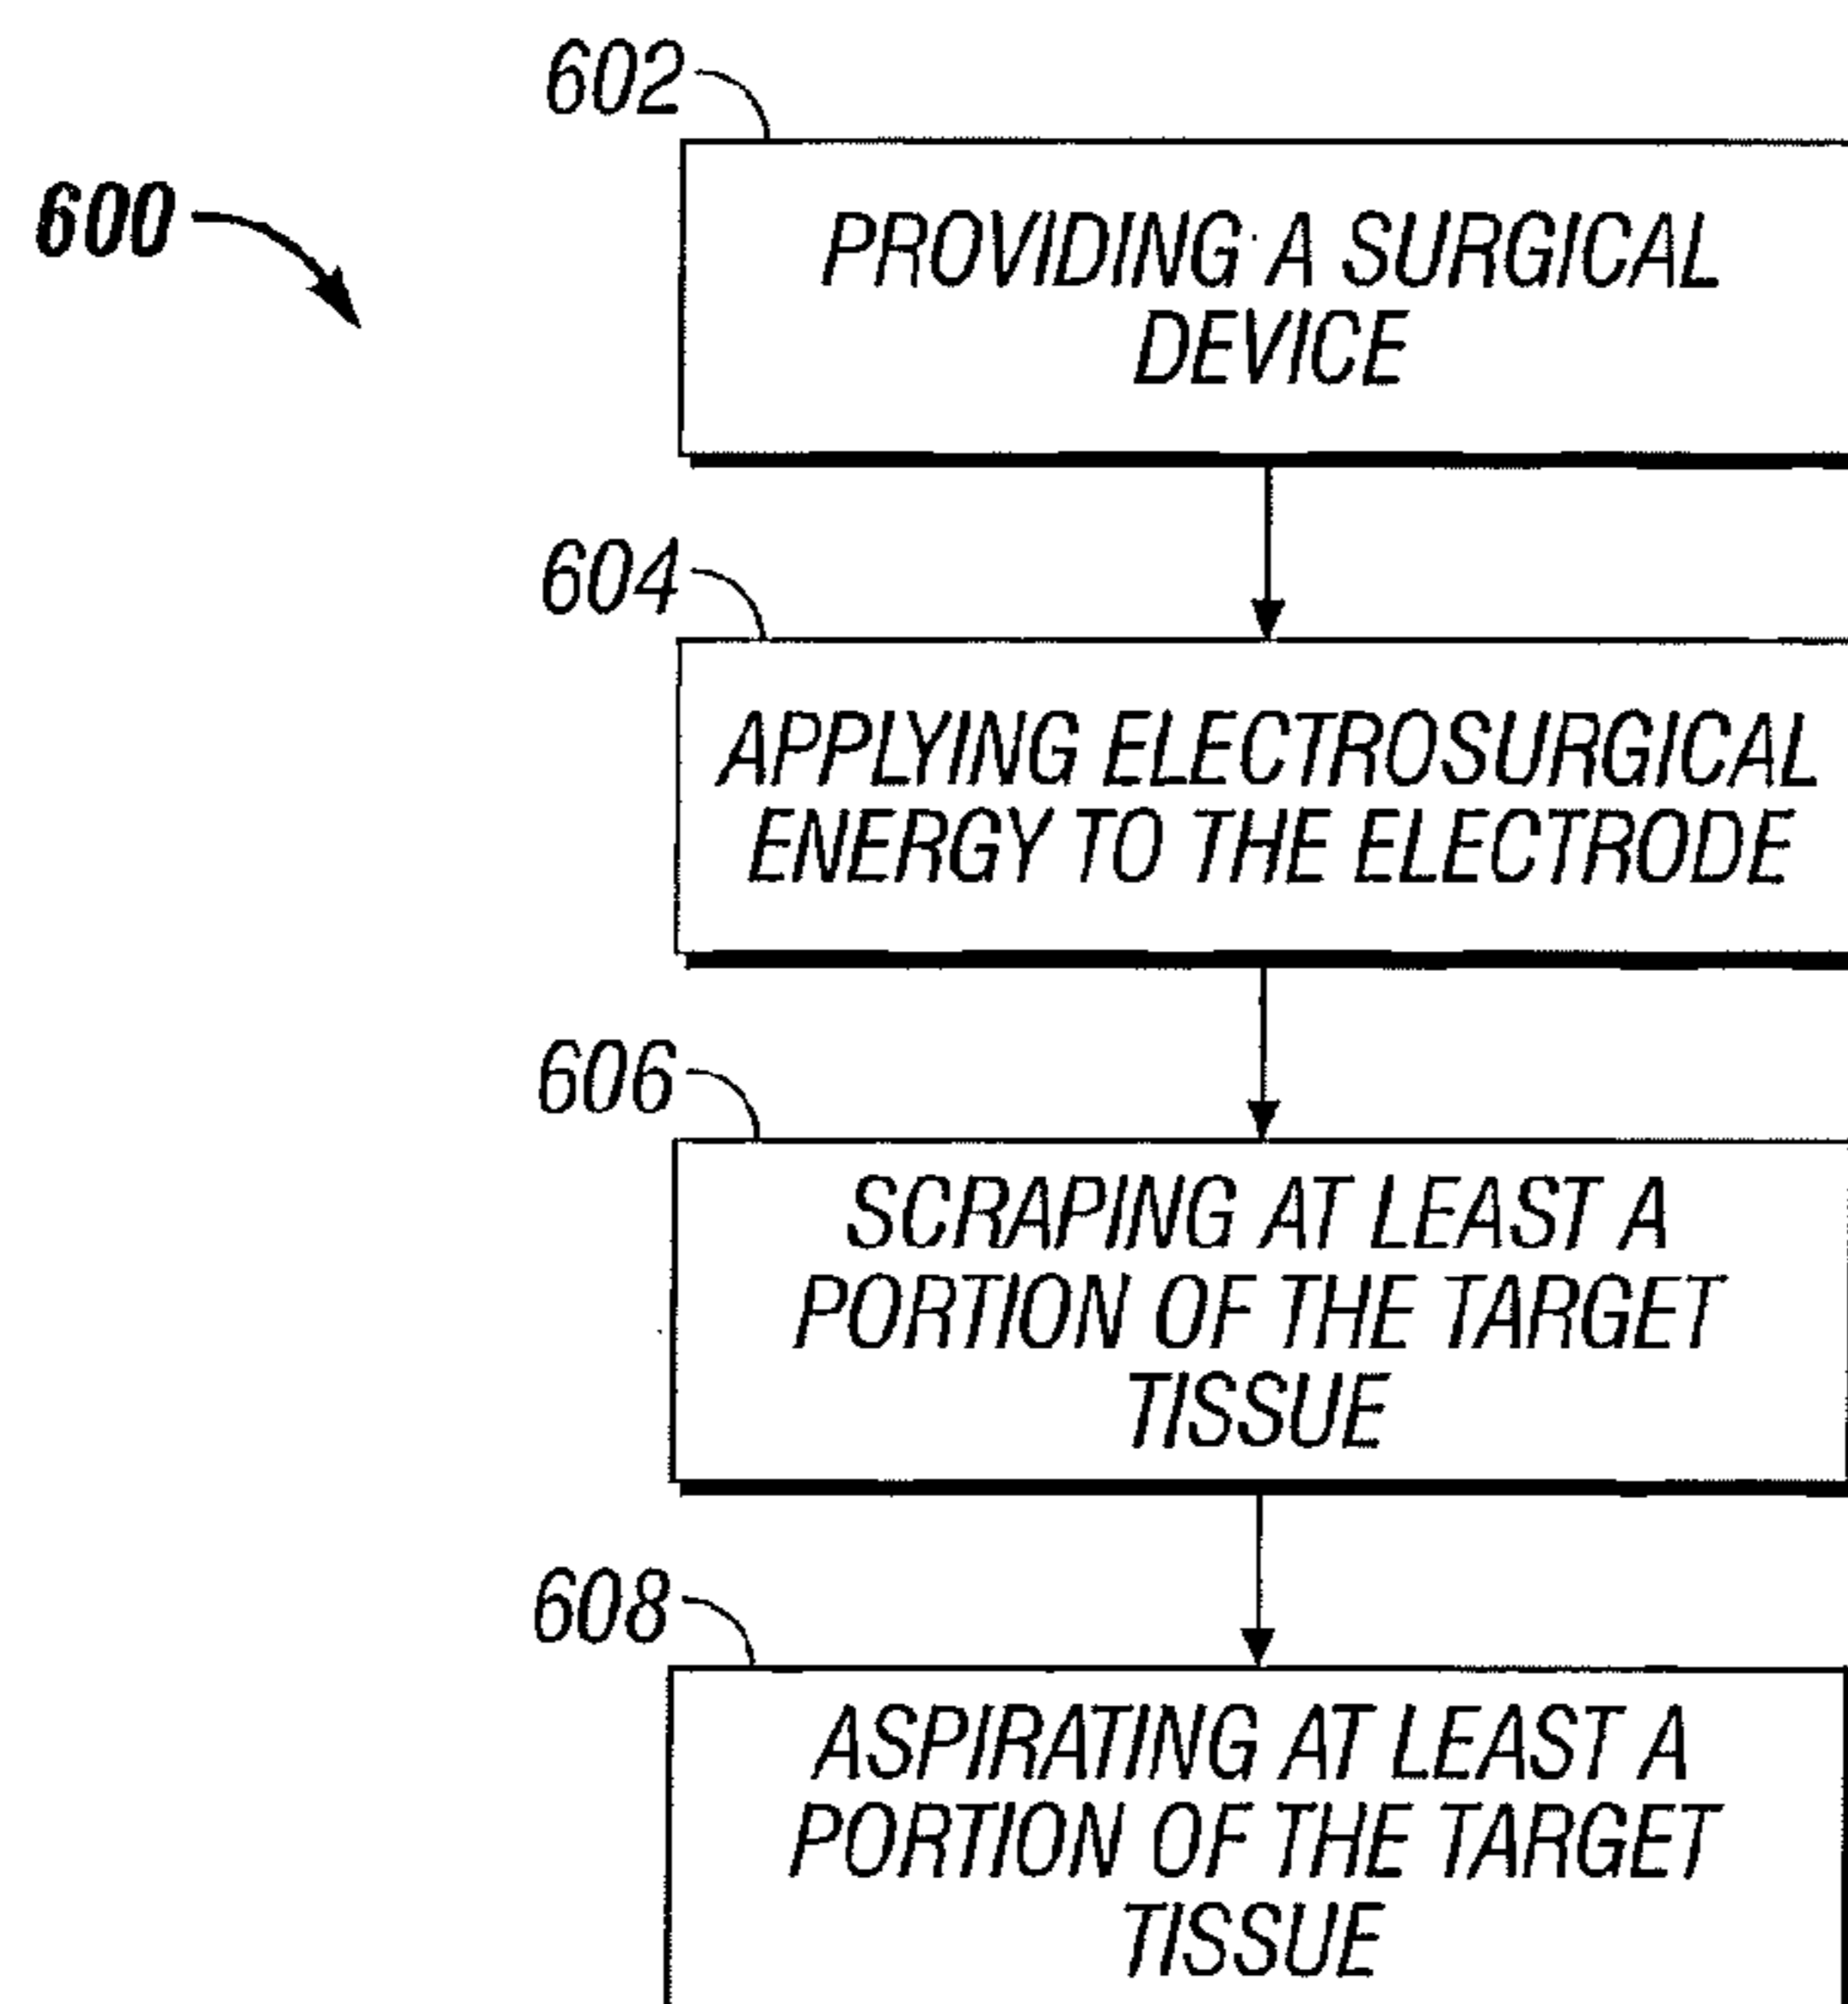 602
600
PROVIDING A SURGICAL
DEVICE
604
APPLYING ELECTROSURGICAL
ENERGY TO THE ELECTRODE
606
SCRAPING AT LEAST A
PORTION OF THE TARGET
TISSUE
608
ASPIRATING AT LEAST A
PORTION OF THE TARGET
TISSUE